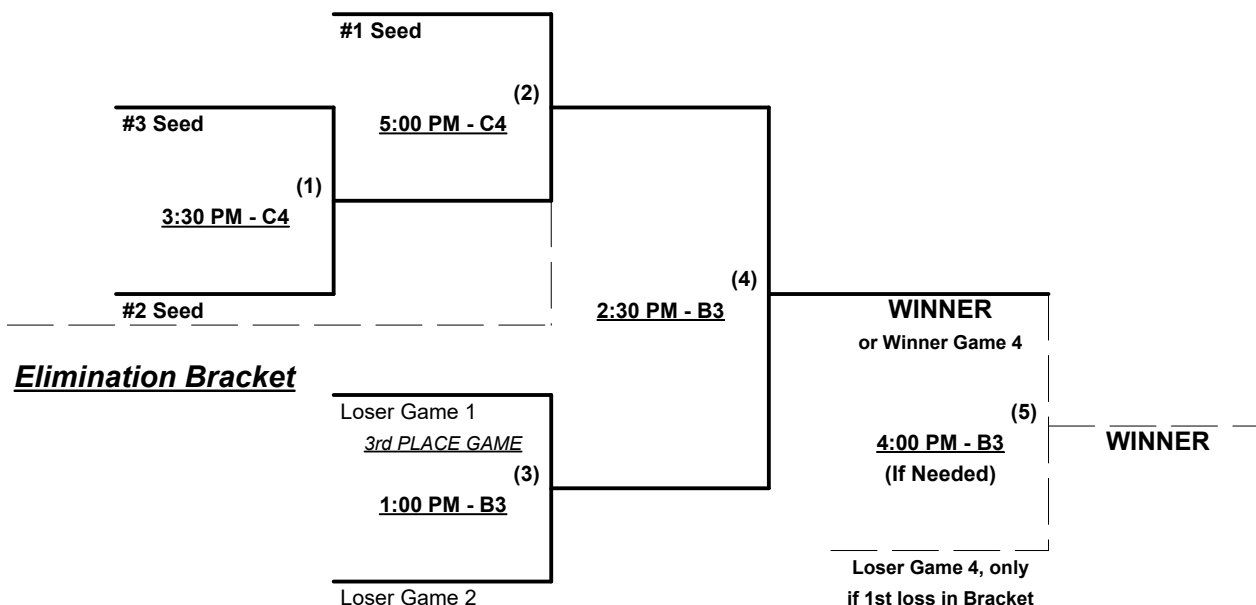 #1 Seed
(2)
5:00 PM - C4
#3 Seed
(1)
3:30 PM - C4
#2 Seed
(4)
2:30 PM - B3
WINNER
or Winner Game 4
Elimination Bracket
Loser Game 1
3rd PLACE GAME
(3)
1:00 PM - B3
Loser Game 2
(5)
4:00 PM - B3
(If Needed)
WINNER
Loser Game 4, only
if 1st loss in Bracket